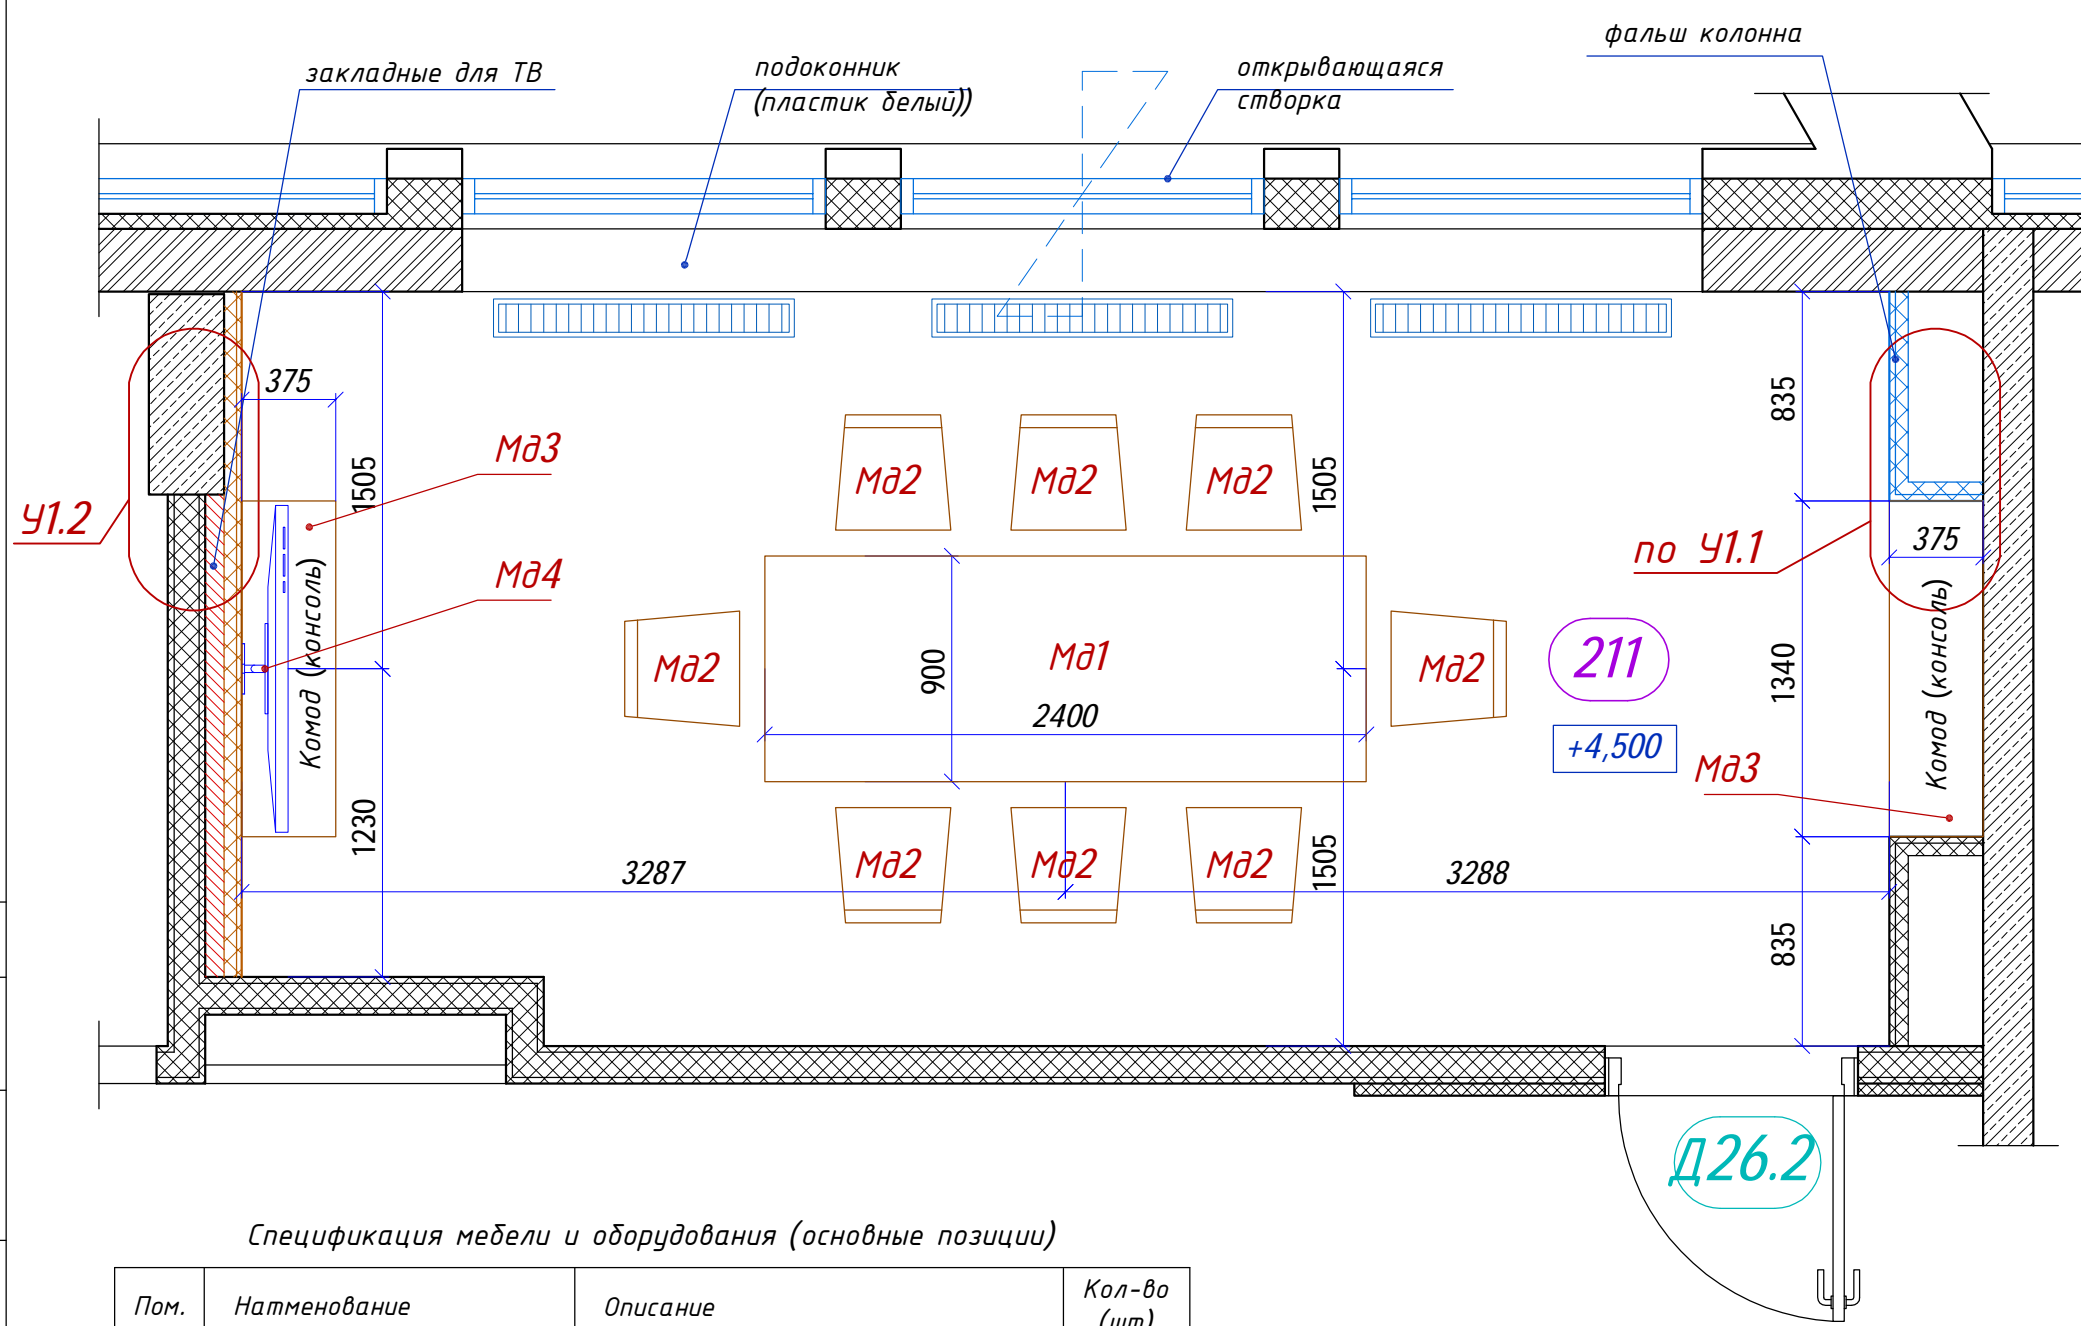 фальш колонна
закладные для ТВ
подоконник
(пластик белый))
открывающаяся
створка
375
835
1505
Мд3
Мд2
Мд2
Мд2
1505
У1.2
по У1.1
375
Мд4
Комод (консоль)
Мд2
900
Мд1
2400
Мд2
211
+4,500
1340
Комод (консоль)
Мд3
1230
3287
Мд2
Мд2
Мд2
1505
3288
835
Д26.2
Спецификация мебели и оборудования (основные позиции)
Пом.
Натменование
Описание
Кол-во
(шт)